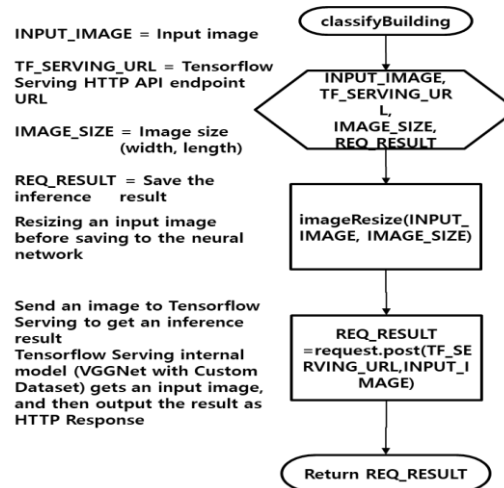 classifyBuilding
INPUT_IMAGE = Input image
TF_SERVING_URL = Tensorflow
Serving HTTP API endpoint
URL
IMAGE_SIZE = Image size
(width, length)
REQ_RESULT = Save the
inference result
INPUT_IMAGE,
TF_SERVING_UR
L,
IMAGE_SIZE,
REQ_RESULT
Resizing an input image
before saving to the neural
network
imageResize(INPUT_
IMAGE, IMAGE_SIZE)
Send an image to Tensorflow
Serving to get an inference
result
Tensorflow Serving internal
model (VGGNet with Custom
Dataset) gets an input image,
and then output the result as
HTTP Response
REQ_RESULT
=request.post(TF_SE
RVING_URL,INPUT_I
MAGE)
Return REQ_RESULT